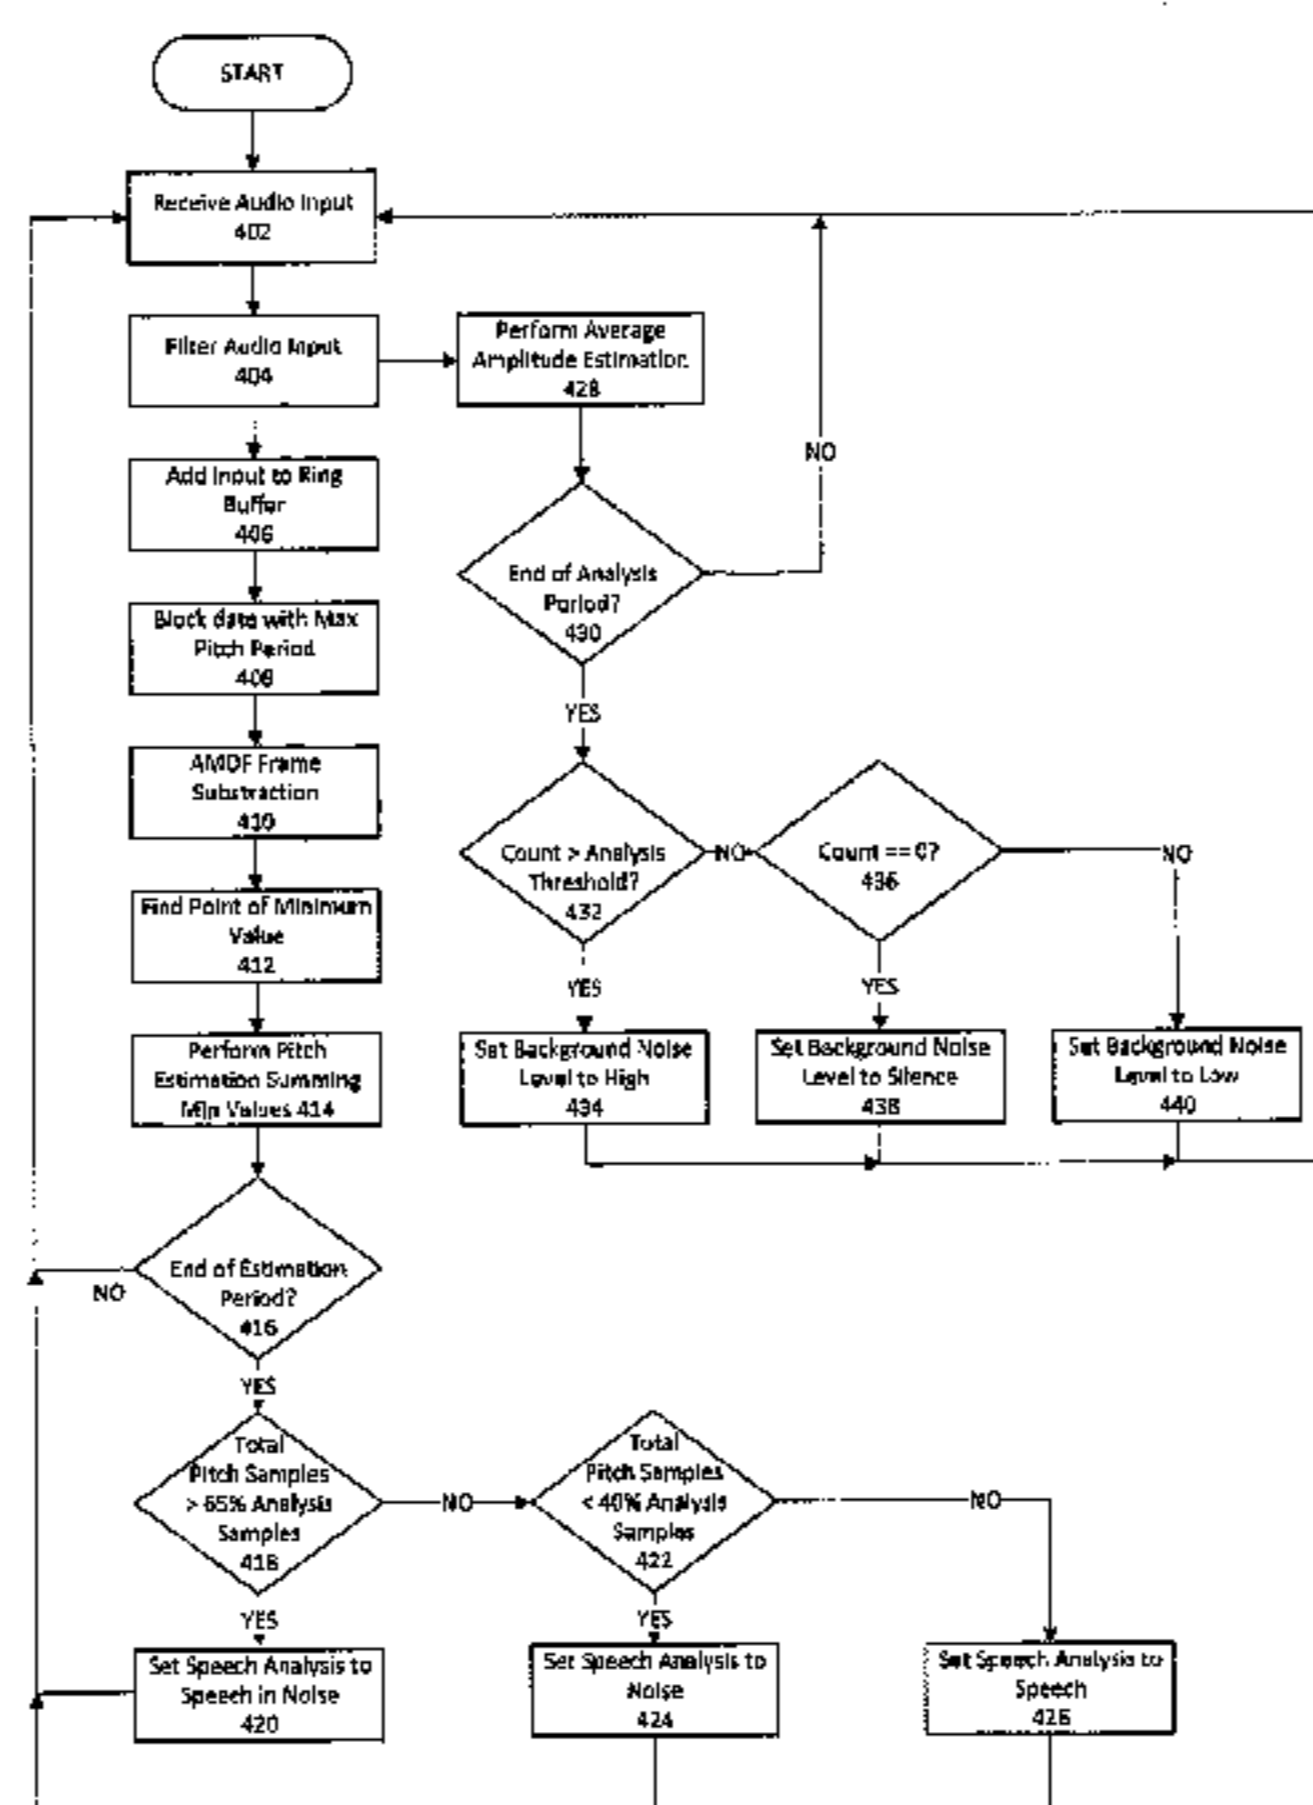 START
Receive Audio Input
402
Filter Audio Input
404
Perform Average
Amplitude Estimation
428
NO
Add Input to Ring
Buffer
406
End of Analysis
Period?
430
Block data with Max
Pitch Period
408
YES
AMDF Frame
Substraction
410
Count > Analysis
Threshold?
432
NO
Count == 0?
436
NO
Find Point of Minimum
Value
412
YES
YES
Perform Pitch
Estimation Summing
Min Values 414
Set Background Noise
Level to High
434
Set Background Noise
Level to Silence
438
Set Background Noise
Level to Low
440
End of Estimation
Period?
416
NO
YES
Total
Pitch Samples
> 65% Analysis
Samples
418
NO
Total
Pitch Samples
< 40% Analysis
Samples
422
NO
YES
YES
Set Speech Analysis to
Speech in Noise
420
Set Speech Analysis to
Noise
424
Set Speech Analysis to
Speech
426